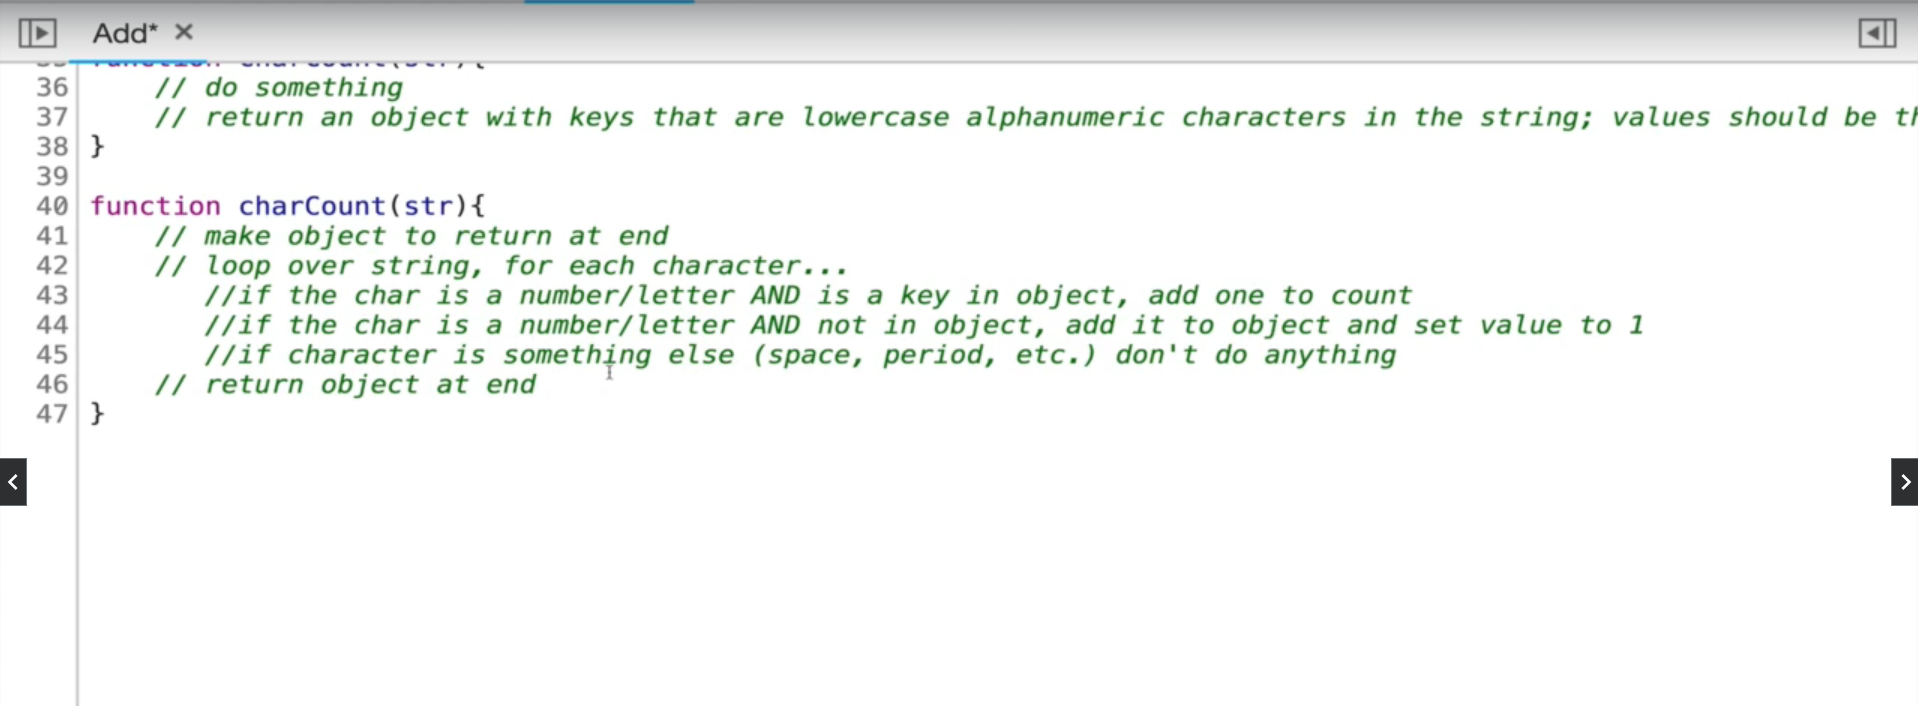 Add*
36 // do something
37 // return an object with keys that are lowercase alphanumeric characters in the string; values should be
38 }
39
40 function charCount(str){
41 // make object to return at end
42 // loop over string, for each character...
43 //if the char is a number/letter AND is a key in object, add one to count
44 //if the char is a number/letter AND not in object, add it to object and set value to 1
45 //if character is something else (space, period, etc.) don't do anything
46 // return object at end
47 }